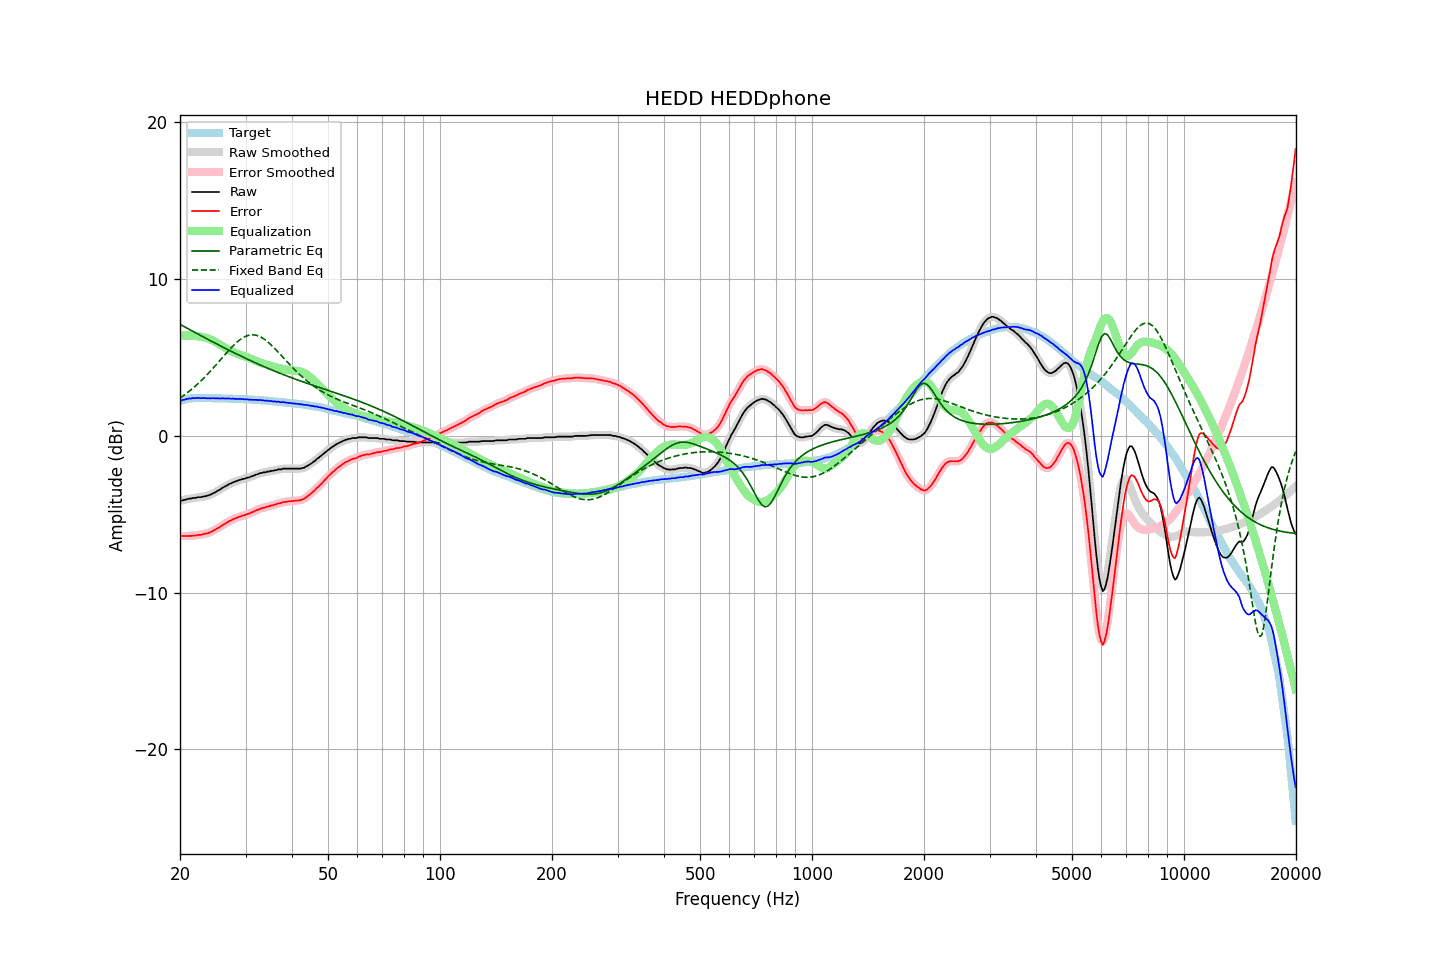 HEDD HEDDphone
Target
Raw Smoothed
Error Smoothed
Raw
Error
Equalization
Parametric Eq
Fixed Band Eq
Equalized
20
10
0
−10
−20
Amplitude (dBr)
20 50 100 200 500 1000 2000 5000 10000 20000
Frequency (Hz)